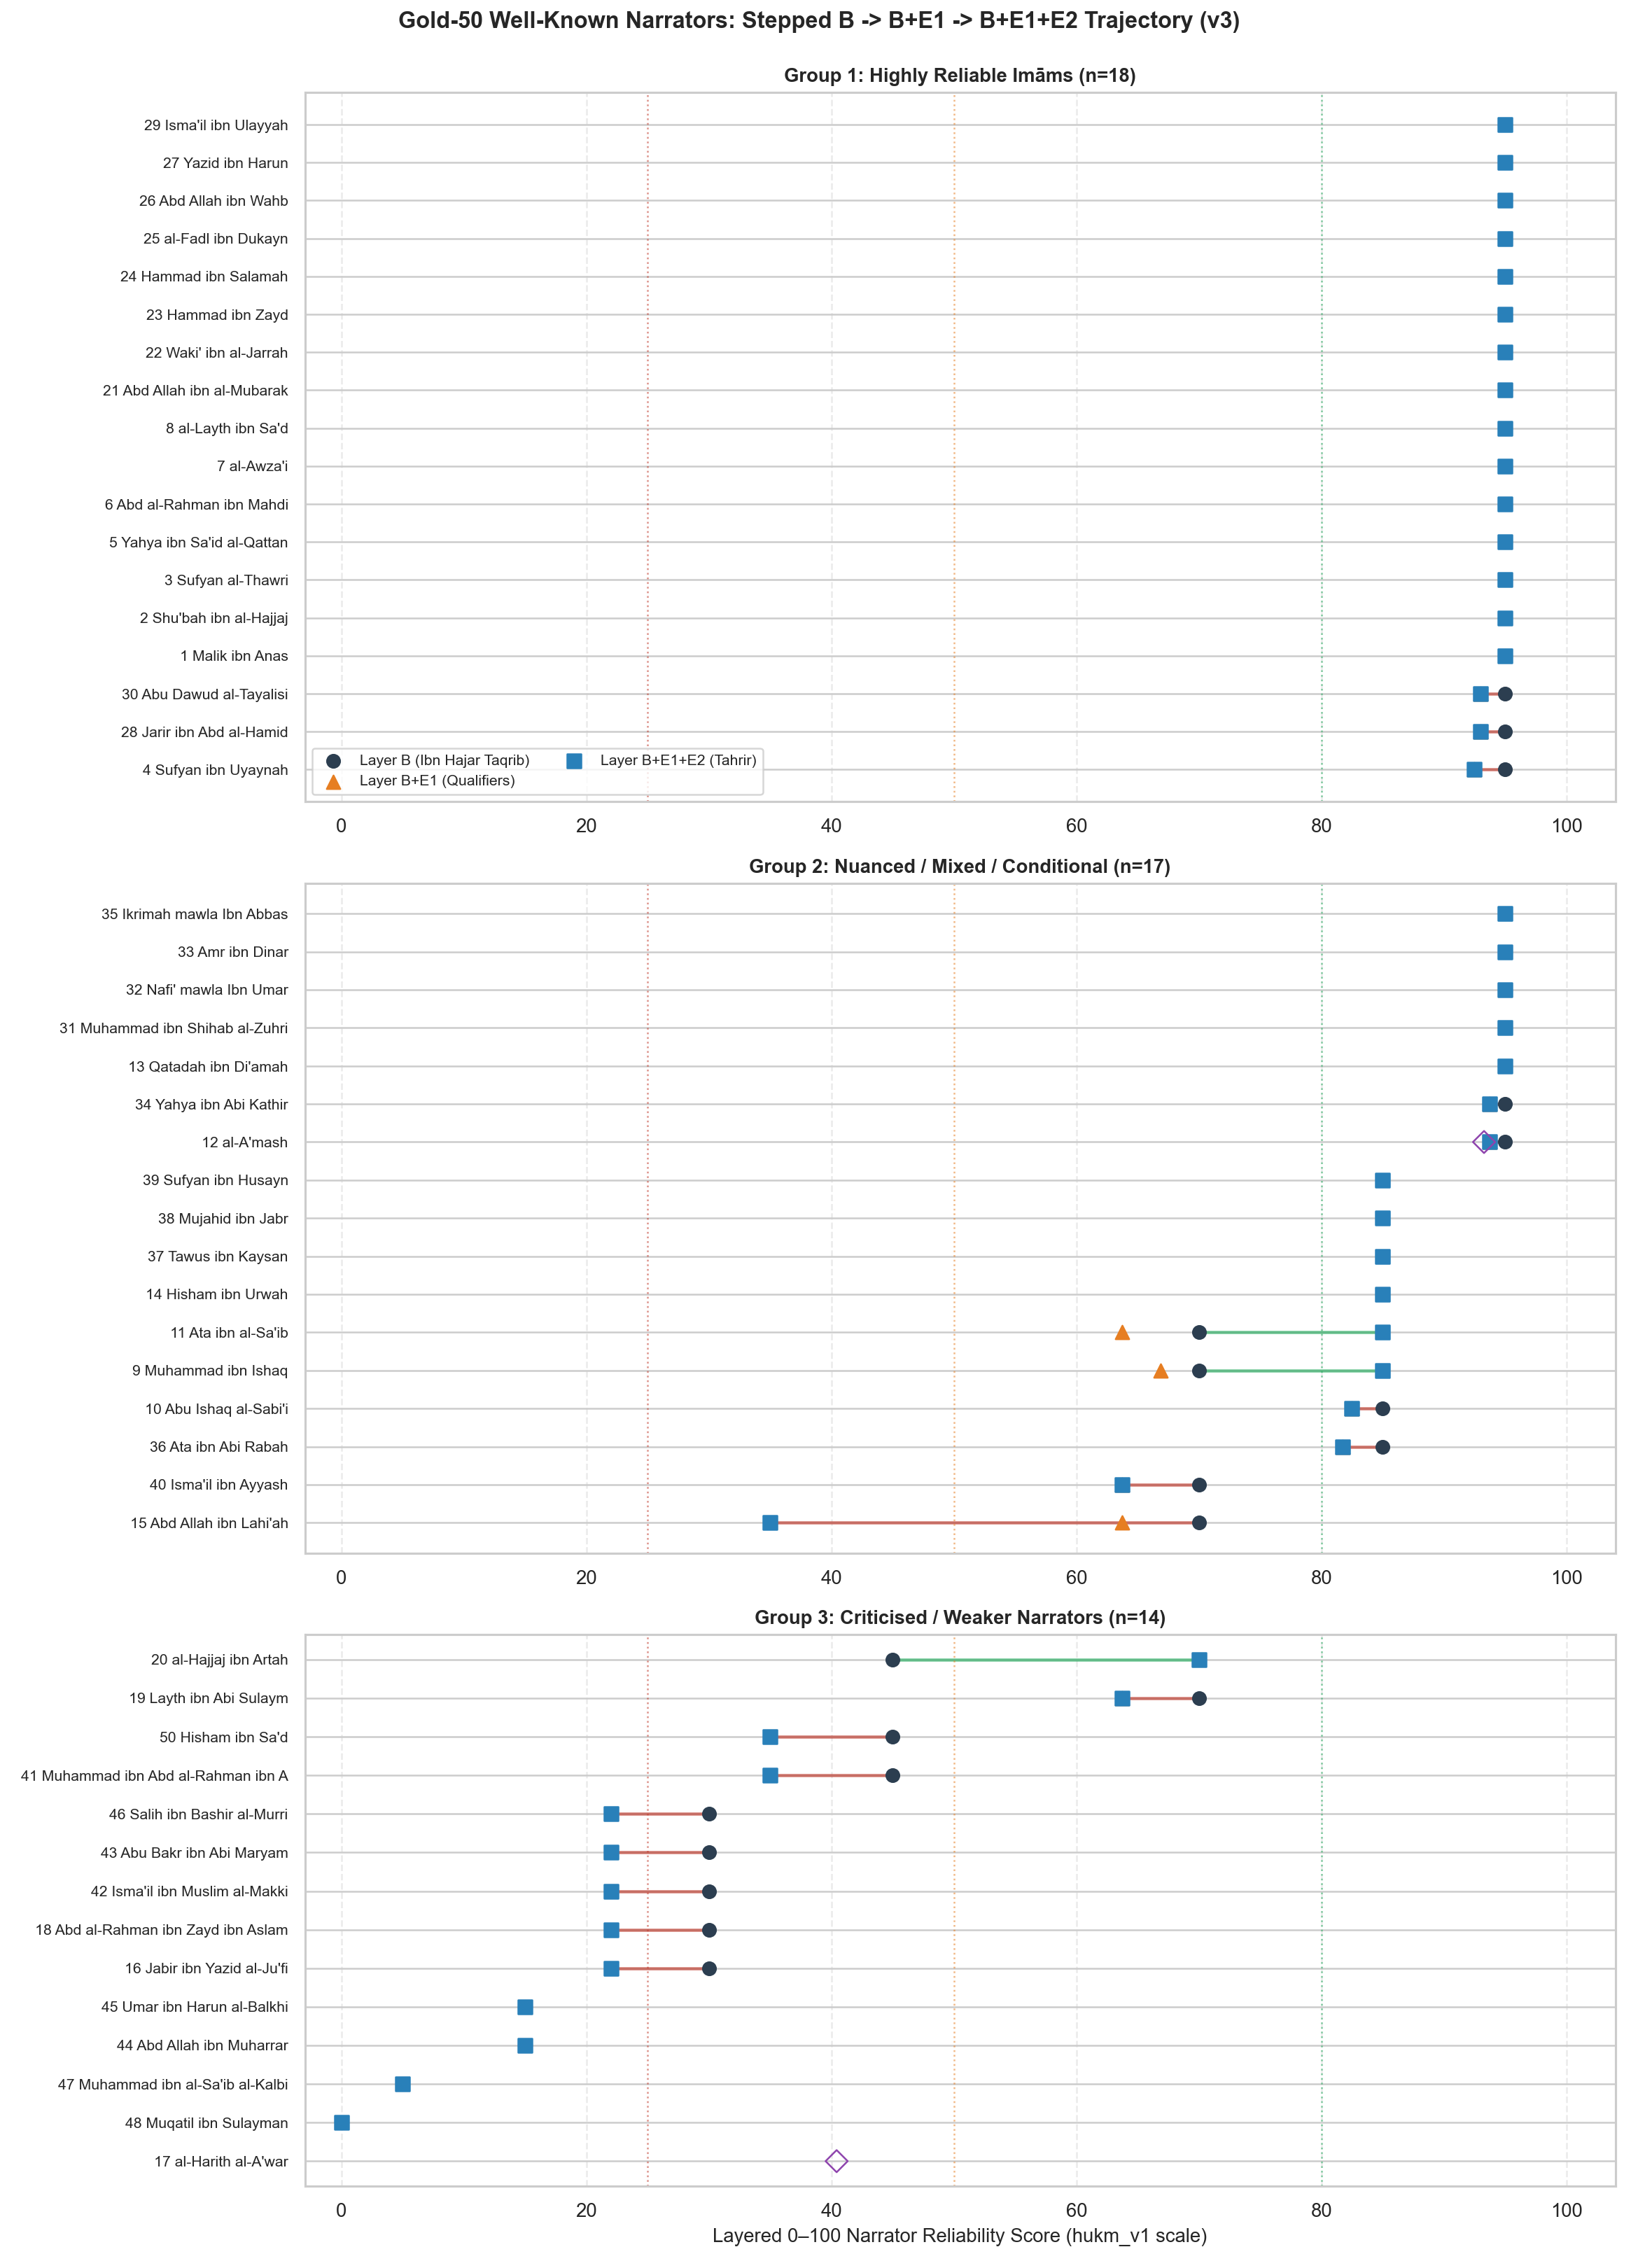 Gold-50 Well-Known Narrators: Stepped B -> B+E1 -> B+E1+E2 Trajectory (v3)
Group 1: Highly Reliable Imāms (n=18)
29 Isma'il ibn Ulayyah
27 Yazid ibn Harun
26 Abd Allah ibn Wahb
25 al-Fadl ibn Dukayn
24 Hammad ibn Salamah
23 Hammad ibn Zayd
22 Waki' ibn al-Jarrah
21 Abd Allah ibn al-Mubarak
8 al-Layth ibn Sa'd
7 al-Awza'i
6 Abd al-Rahman ibn Mahdi
5 Yahya ibn Sa'id al-Qattan
3 Sufyan al-Thawri
2 Shu'bah ibn al-Hajjaj
1 Malik ibn Anas
30 Abu Dawud al-Tayalisi
28 Jarir ibn Abd al-Hamid
4 Sufyan ibn Uyaynah
Layer B (Ibn Hajar Taqrib)
Layer B+E1 (Qualifiers)
Layer B+E1+E2 (Tahrir)
0 20 40 60 80 100
Group 2: Nuanced / Mixed / Conditional (n=17)
35 Ikrimah mawla Ibn Abbas
33 Amr ibn Dinar
32 Nafi' mawla Ibn Umar
31 Muhammad ibn Shihab al-Zuhri
13 Qatadah ibn Di'amah
34 Yahya ibn Abi Kathir
12 al-A'mash
39 Sufyan ibn Husayn
38 Mujahid ibn Jabr
37 Tawus ibn Kaysan
14 Hisham ibn Urwah
11 Ata ibn al-Sa'ib
9 Muhammad ibn Ishaq
10 Abu Ishaq al-Sabi'i
36 Ata ibn Abi Rabah
40 Isma'il ibn Ayyash
15 Abd Allah ibn Lahi'ah
0 20 40 60 80 100
Group 3: Criticised / Weaker Narrators (n=14)
20 al-Hajjaj ibn Artah
19 Layth ibn Abi Sulaym
50 Hisham ibn Sa'd
41 Muhammad ibn Abd al-Rahman ibn A
46 Salih ibn Bashir al-Murri
43 Abu Bakr ibn Abi Maryam
42 Isma'il ibn Muslim al-Makki
18 Abd al-Rahman ibn Zayd ibn Aslam
16 Jabir ibn Yazid al-Ju'fi
45 Umar ibn Harun al-Balkhi
44 Abd Allah ibn Muharrar
47 Muhammad ibn al-Sa'ib al-Kalbi
48 Muqatil ibn Sulayman
17 al-Harith al-A'war
0 20 40 60 80 100
Layered 0–100 Narrator Reliability Score (hukm_v1 scale)